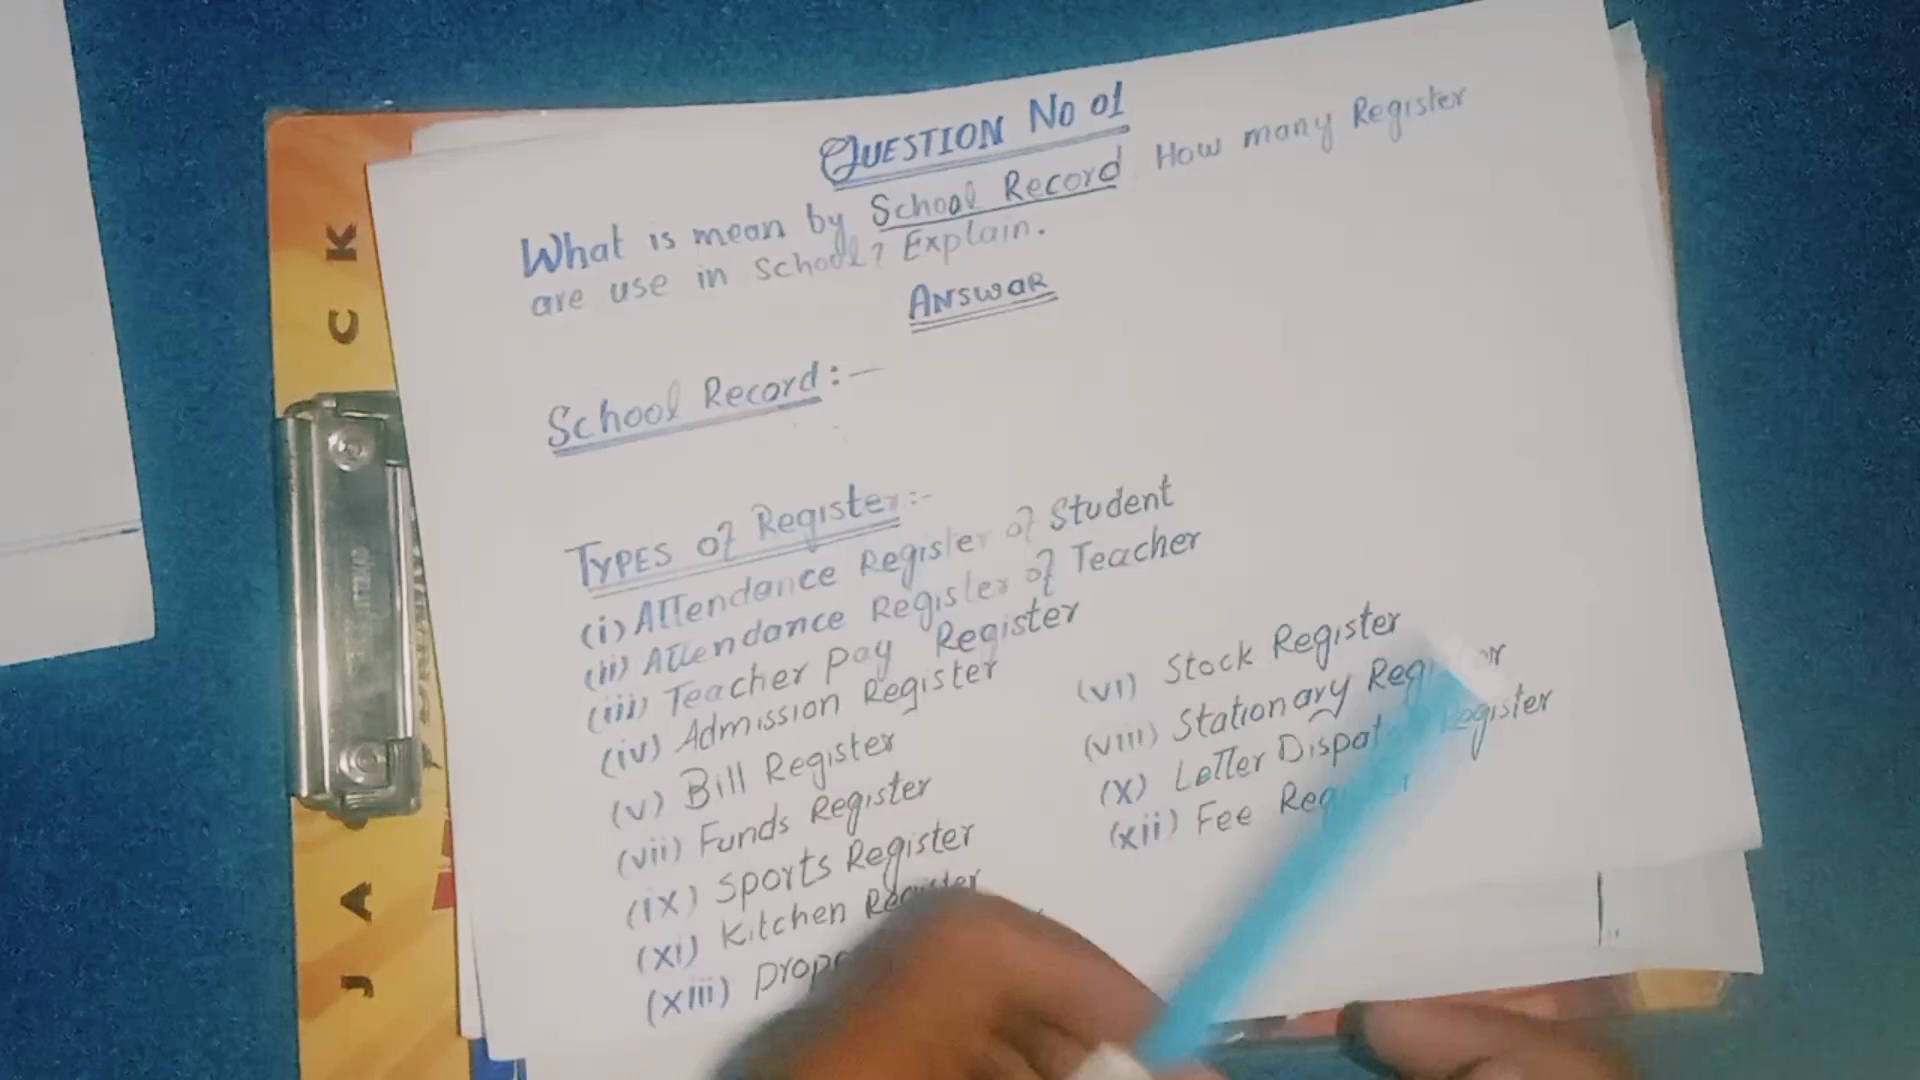 QUESTION No 01
What is mean by School Record How many Register
are use in School? Explain.
ANSWAR
School Record:-
TYPES of Register:-
(i) ATTendance Register of Student
(ii) Attendance Register of Teacher
(iii) Teacher Pay Register
(iv) Admission Register
(v) Bill Register
(vi) Stock Register
(vii) Funds Register
(viii) Stationary
(ix) Sports Register
(x) Letter Register
(xi) Kitchen Register
(xii) Fee
(xiii)
JACK